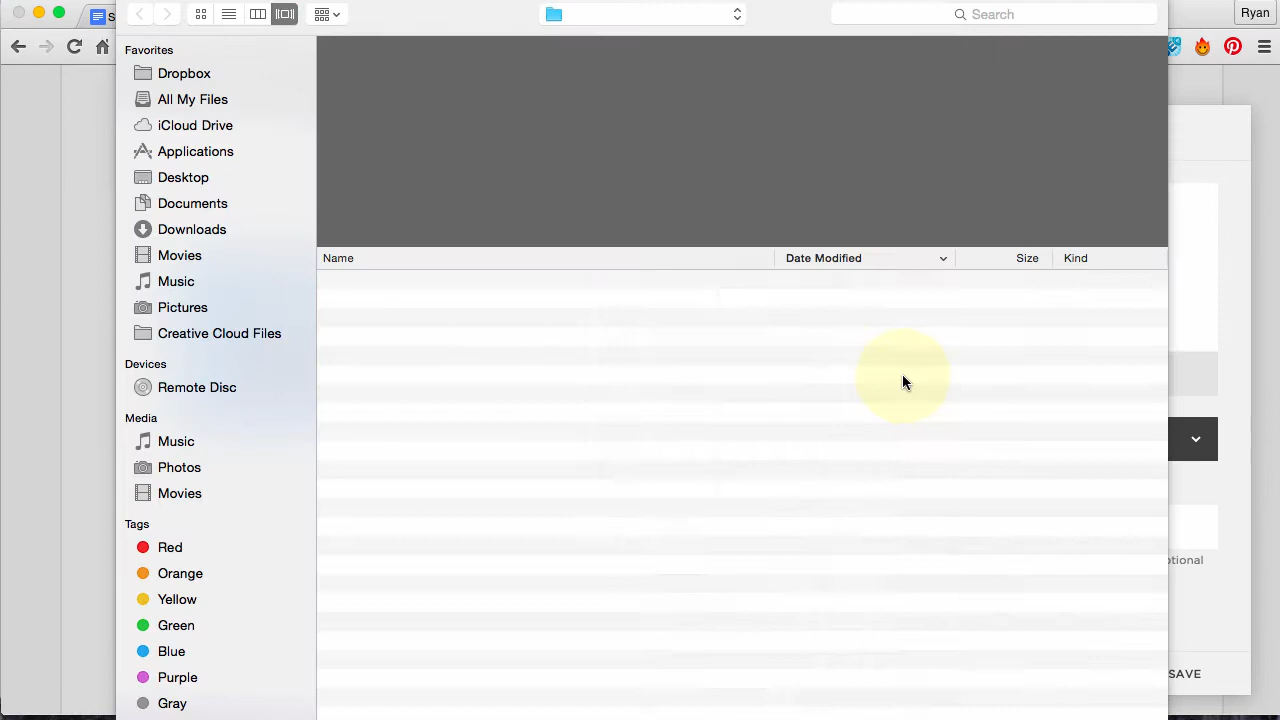 S
Ryan
Search
Favorites
Dropbox
All My Files
iCloud Drive
Applications
Desktop
Documents
Downloads
Movies
Music
Pictures
Creative Cloud Files
Devices
Remote Disc
Media
Music
Photos
Movies
Tags
Red
Orange
Yellow
Green
Blue
Purple
Gray
Name
Date Modified
Size
Kind
otional
SAVE